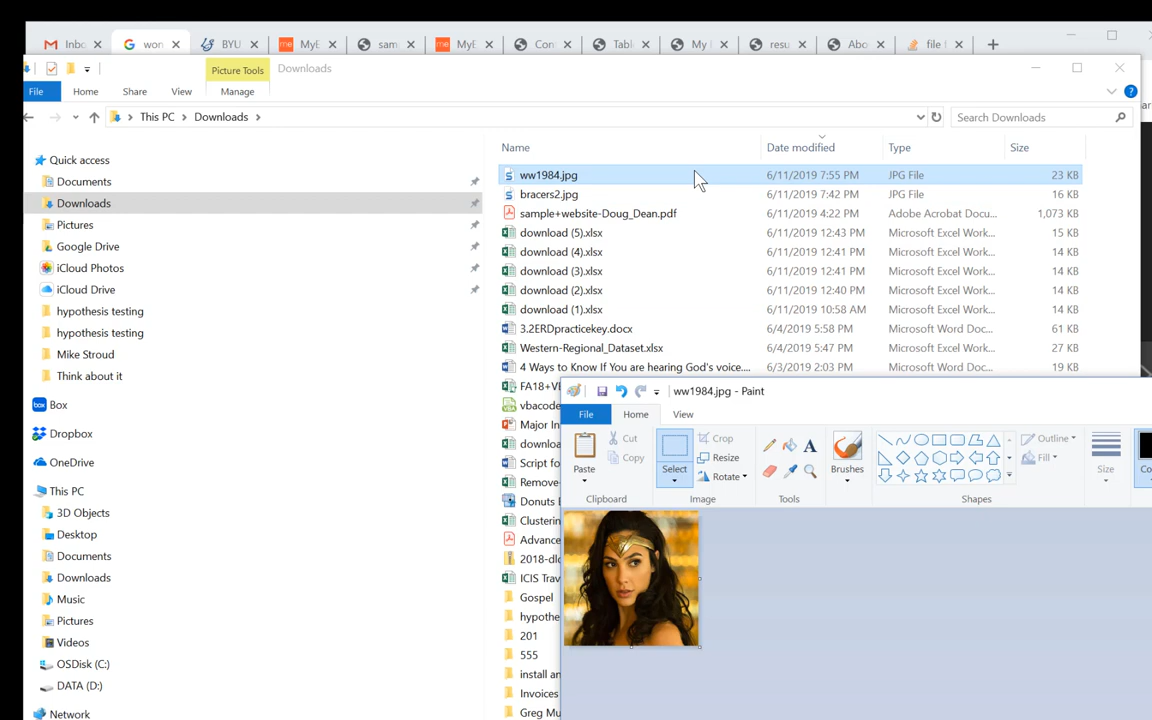 Inbo
won
BYU
MyE
sam
MyE
Con
Tabl
My
resu
Abo
file f
Picture Tools
Downloads
File
Home
Share
View
Manage
This PC
Downloads
Search Downloads
Name
Date modified
Type
Size
Quick access
Documents
Downloads
Pictures
Google Drive
iCloud Photos
iCloud Drive
hypothesis testing
hypothesis testing
Mike Stroud
Think about it
Box
Dropbox
OneDrive
This PC
3D Objects
Desktop
Documents
Downloads
Music
Pictures
Videos
OSDisk (C:)
DATA (D:)
Network
ww1984.jpg 6/11/2019 7:55 PM JPG File 23 KB
bracers2.jpg 6/11/2019 7:42 PM JPG File 16 KB
sample+website-Doug_Dean.pdf 6/11/2019 4:22 PM Adobe Acrobat Docu... 1,073 KB
download (5).xlsx 6/11/2019 12:43 PM Microsoft Excel Work... 15 KB
download (4).xlsx 6/11/2019 12:41 PM Microsoft Excel Work... 14 KB
download (3).xlsx 6/11/2019 12:41 PM Microsoft Excel Work... 14 KB
download (2).xlsx 6/11/2019 12:40 PM Microsoft Excel Work... 14 KB
download (1).xlsx 6/11/2019 10:58 AM Microsoft Excel Work... 14 KB
3.2ERDpracticekey.docx 6/4/2019 5:58 PM Microsoft Word Doc... 61 KB
Western-Regional_Dataset.xlsx 6/4/2019 5:47 PM Microsoft Excel Work... 27 KB
4 Ways to Know If You are hearing God's voice.... 6/3/2019 2:03 PM Microsoft Word Doc... 19 KB
FA18+V
vbacode
Major In
downloa
Script fo
Remove-
Donuts
Clustering
Advance
2018-dlc
ICIS Trav
Gospel
hypothe
201
555
install an
Invoices
Greg Mu
ww1984.jpg - Paint
File
Home
View
Paste
Cut
Copy
Clipboard
Select
Crop
Resize
Rotate
Image
A
Tools
Brushes
Outline
Fill
Shapes
Size
Co